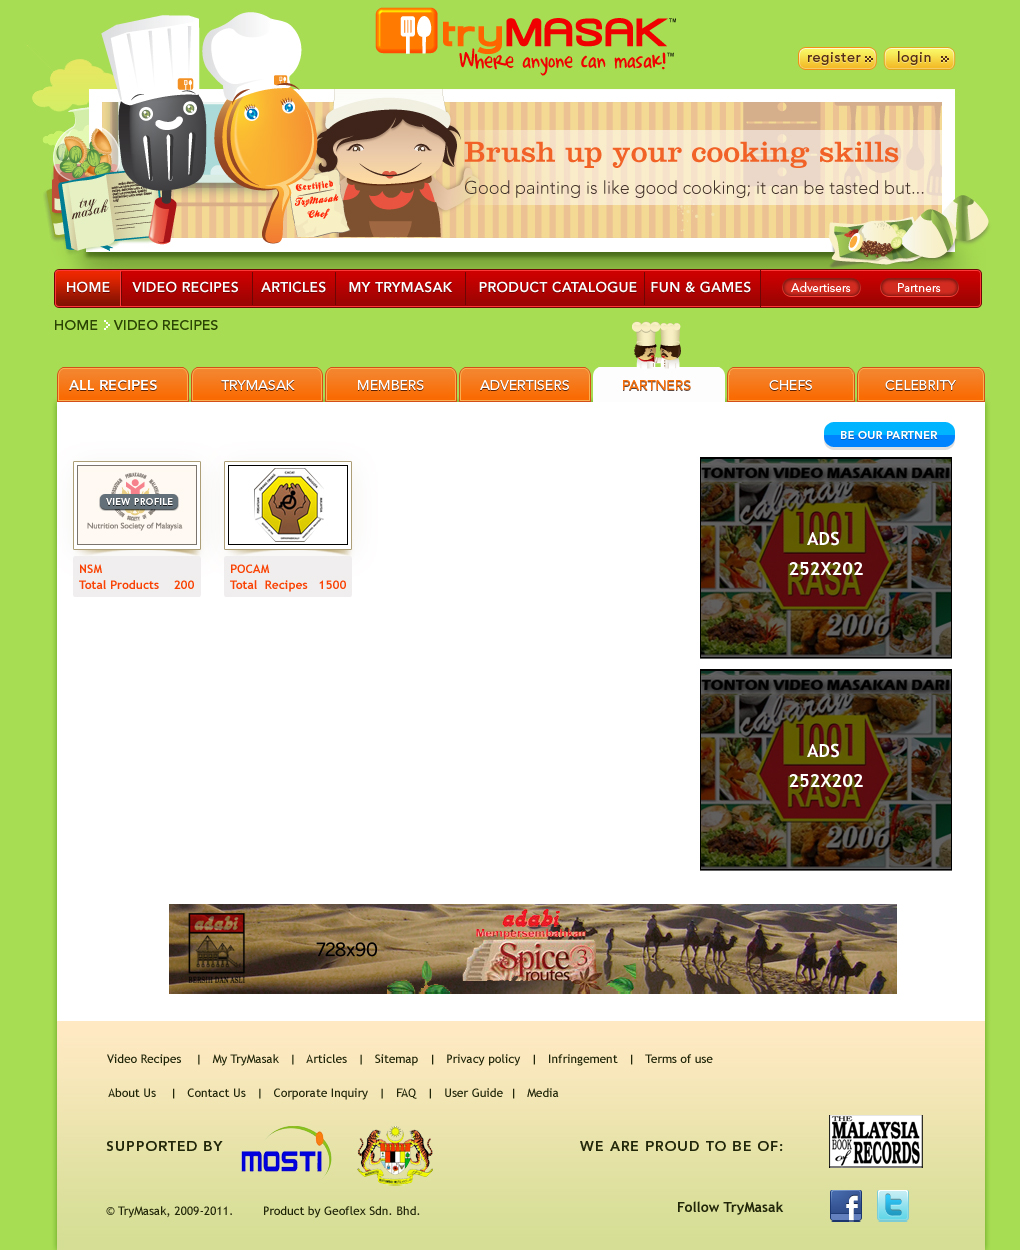 tryMASAK™
Where anyone can masak!™
register
login
try masak
Certified
TryMasak
Chef
Brush up your cooking skills
Good painting is like good cooking; it can be tasted but...
HOME VIDEO RECIPES ARTICLES MY TRYMASAK PRODUCT CATALOGUE FUN & GAMES Advertisers Partners
HOME VIDEO RECIPES
ALL RECIPES TRYMASAK MEMBERS ADVERTISERS PARTNERS CHEFS CELEBRITY
BE OUR PARTNER
VIEW PROFILE
Nutrition Society of Malaysia
NSM
Total Products 200
POCAM
Total Recipes 1500
TONTON VIDEO MASAKAN DARI
cabaran
1001
ADS
252X202
RASA
2006
TONTON VIDEO MASAKAN DARI
cabaran
1001
ADS
252X202
RASA
2006
adabi
BERSIH DAN ASLI
728x90
adabi
Mempersembahkan
Spice 3
routes
Video Recipes | My TryMasak | Articles | Sitemap | Privacy policy | Infringement | Terms of use
About Us | Contact Us | Corporate Inquiry | FAQ | User Guide | Media
SUPPORTED BY
MOSTI
WE ARE PROUD TO BE OF:
THE
MALAYSIA
BOOK of RECORDS
Follow TryMasak
f t
© TryMasak, 2009-2011. Product by Geoflex Sdn. Bhd.